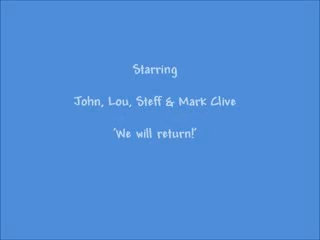 Starring
John, Lou, Steff & Mark Clive
'We will return!'